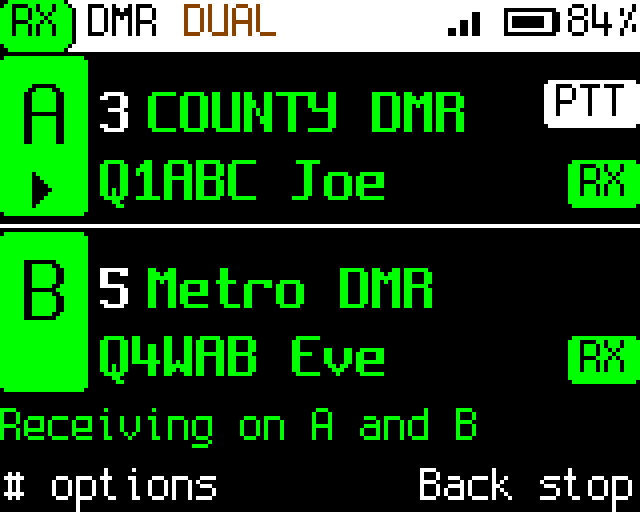 RX DMR DUAL 84%
A 3 COUNTY DMR PTT
Q1ABC Joe RX
B 5 Metro DMR
Q4WAB Eve RX
Receiving on A and B
# options Back stop